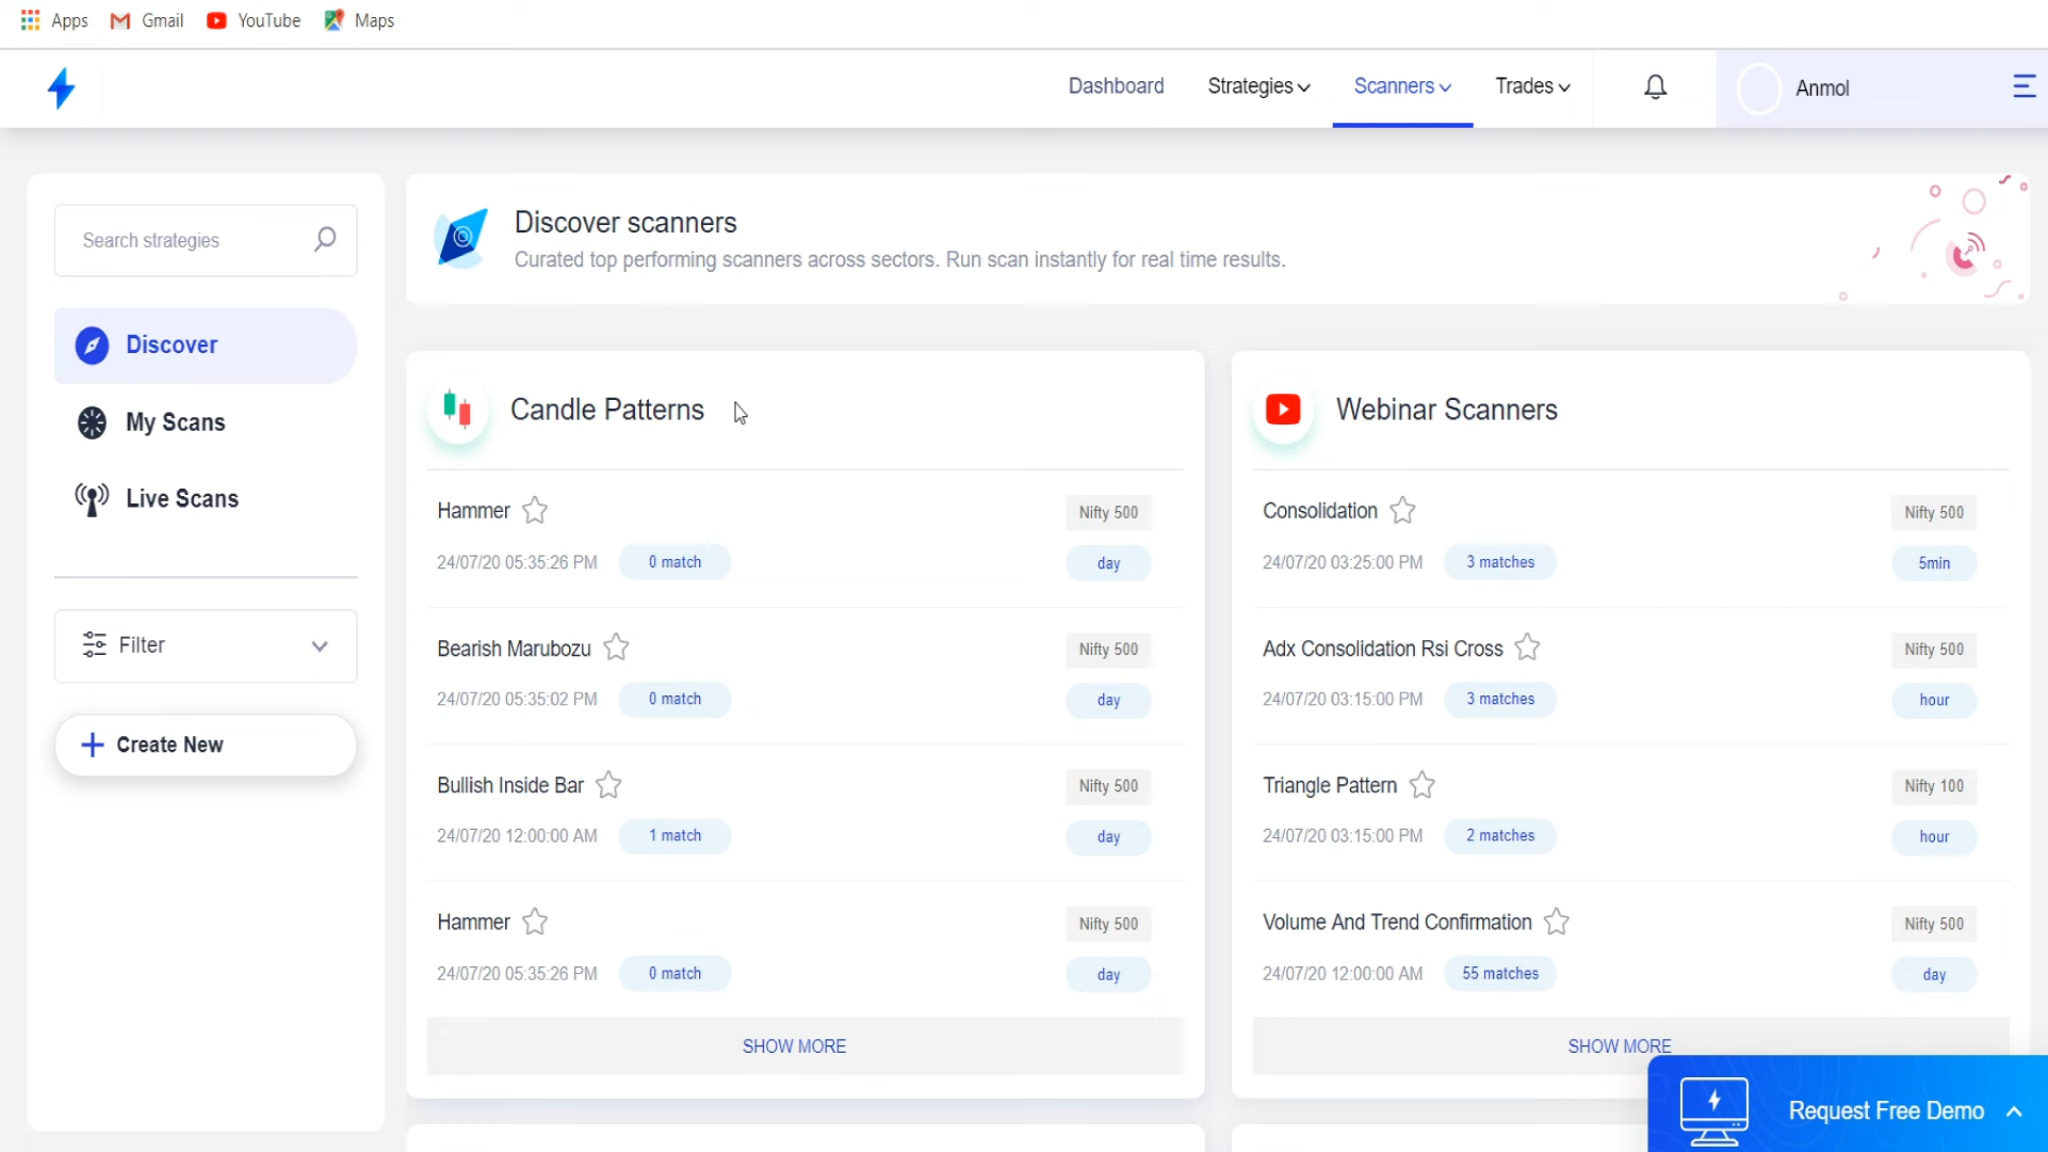 Apps Gmail YouTube Maps
Dashboard Strategies Scanners Trades Anmol
Search strategies
Discover
My Scans
Live Scans
Filter
Create New
Discover scanners
Curated top performing scanners across sectors. Run scan instantly for real time results.
Candle Patterns
Hammer Nifty 500
24/07/20 05:35:26 PM 0 match day
Bearish Marubozu Nifty 500
24/07/20 05:35:02 PM 0 match day
Bullish Inside Bar Nifty 500
24/07/20 12:00:00 AM 1 match day
Hammer Nifty 500
24/07/20 05:35:26 PM 0 match day
SHOW MORE
Webinar Scanners
Consolidation Nifty 500
24/07/20 03:25:00 PM 3 matches 5min
Adx Consolidation Rsi Cross Nifty 500
24/07/20 03:15:00 PM 3 matches hour
Triangle Pattern Nifty 100
24/07/20 03:15:00 PM 2 matches hour
Volume And Trend Confirmation Nifty 500
24/07/20 12:00:00 AM 55 matches day
SHOW MORE
Request Free Demo